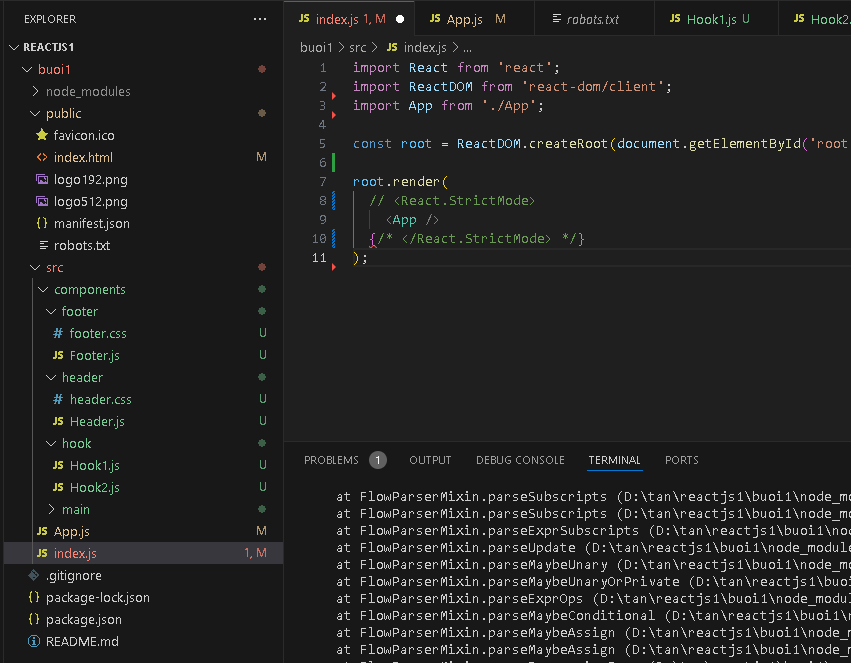 EXPLORER
REACTJS1
buoi1
node_modules
public
favicon.ico
index.html M
logo192.png
logo512.png
manifest.json
robots.txt
src
components
footer
footer.css U
Footer.js U
header
header.css U
Header.js U
hook
Hook1.js U
Hook2.js U
main
App.js M
index.js 1, M
.gitignore
package-lock.json
package.json
README.md
index.js 1, M App.js M robots.txt Hook1.js U Hook2.
buoi1 > src > index.js > ...
1 import React from 'react';
2 import ReactDOM from 'react-dom/client';
3 import App from './App';
4
5 const root = ReactDOM.createRoot(document.getElementById('root
6
7 root.render(
8 // <React.StrictMode>
9 <App />
10 {/* </React.StrictMode> */}
11 );
PROBLEMS 1 OUTPUT DEBUG CONSOLE TERMINAL PORTS
at FlowParserMixin.parseSubscripts (D:\tan\reactjs1\buoi1\node_mo
at FlowParserMixin.parseSubscripts (D:\tan\reactjs1\buoi1\node_mo
at FlowParserMixin.parseExprSubscripts (D:\tan\reactjs1\buoi1\nod
at FlowParserMixin.parseUpdate (D:\tan\reactjs1\buoi1\node_module
at FlowParserMixin.parseMaybeUnary (D:\tan\reactjs1\buoi1\node_mo
at FlowParserMixin.parseMaybeUnaryOrPrivate (D:\tan\reactjs1\buoi
at FlowParserMixin.parseExprOps (D:\tan\reactjs1\buoi1\node_modul
at FlowParserMixin.parseMaybeConditional (D:\tan\reactjs1\buoi1\n
at FlowParserMixin.parseMaybeAssign (D:\tan\reactjs1\buoi1\node_m
at FlowParserMixin.parseMaybeAssign (D:\tan\reactjs1\buoi1\node_m